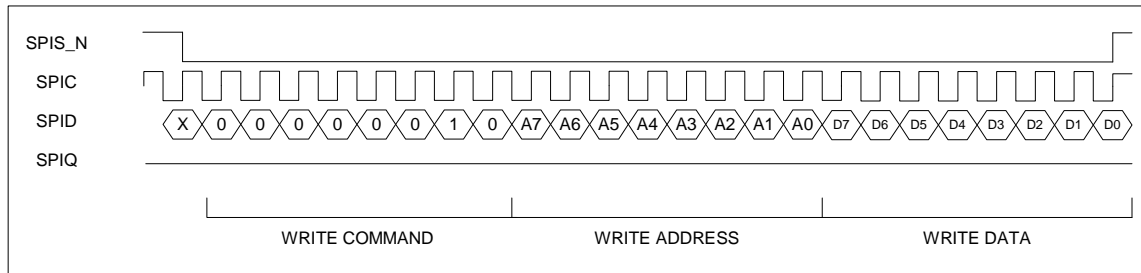 SPIS_N
SPIC
SPID X 0 0 0 0 0 0 1 0 A7 A6 A5 A4 A3 A2 A1 A0 D7 D6 D5 D4 D3 D2 D1 D0
SPIQ
WRITE COMMAND WRITE ADDRESS WRITE DATA